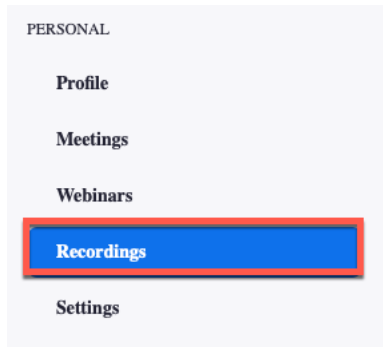 PERSONAL
Profile
Meetings
Webinars
Recordings
Settings